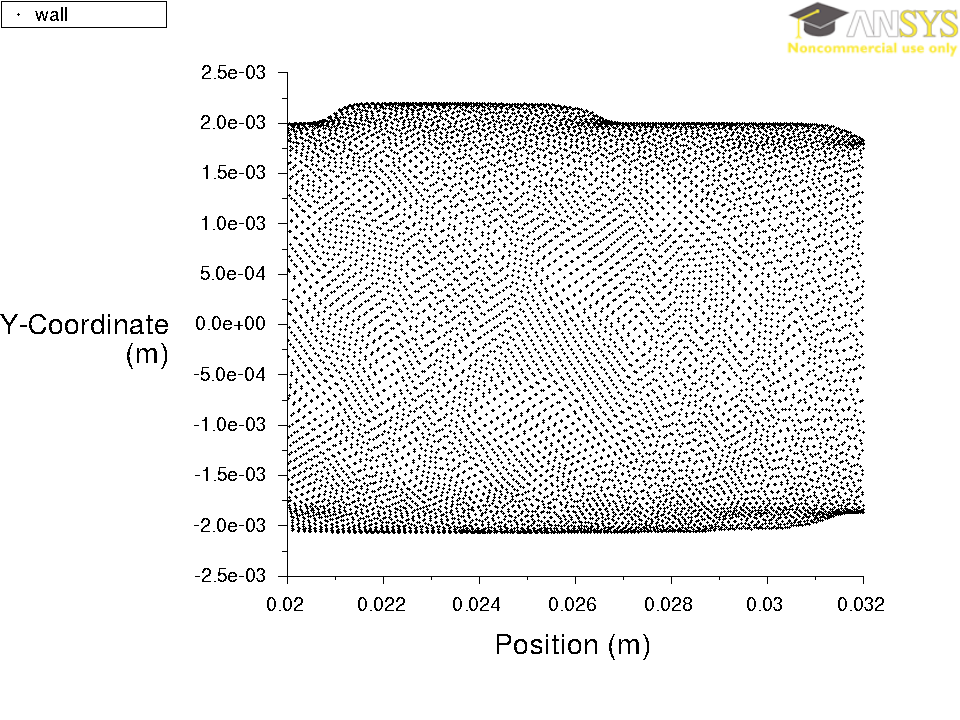 wall
ANSYS
Noncommercial use only
2.5e-03
2.0e-03
1.5e-03
1.0e-03
5.0e-04
Y-Coordinate
(m)
0.0e+00
-5.0e-04
-1.0e-03
-1.5e-03
-2.0e-03
-2.5e-03
0.02 0.022 0.024 0.026 0.028 0.03 0.032
Position (m)